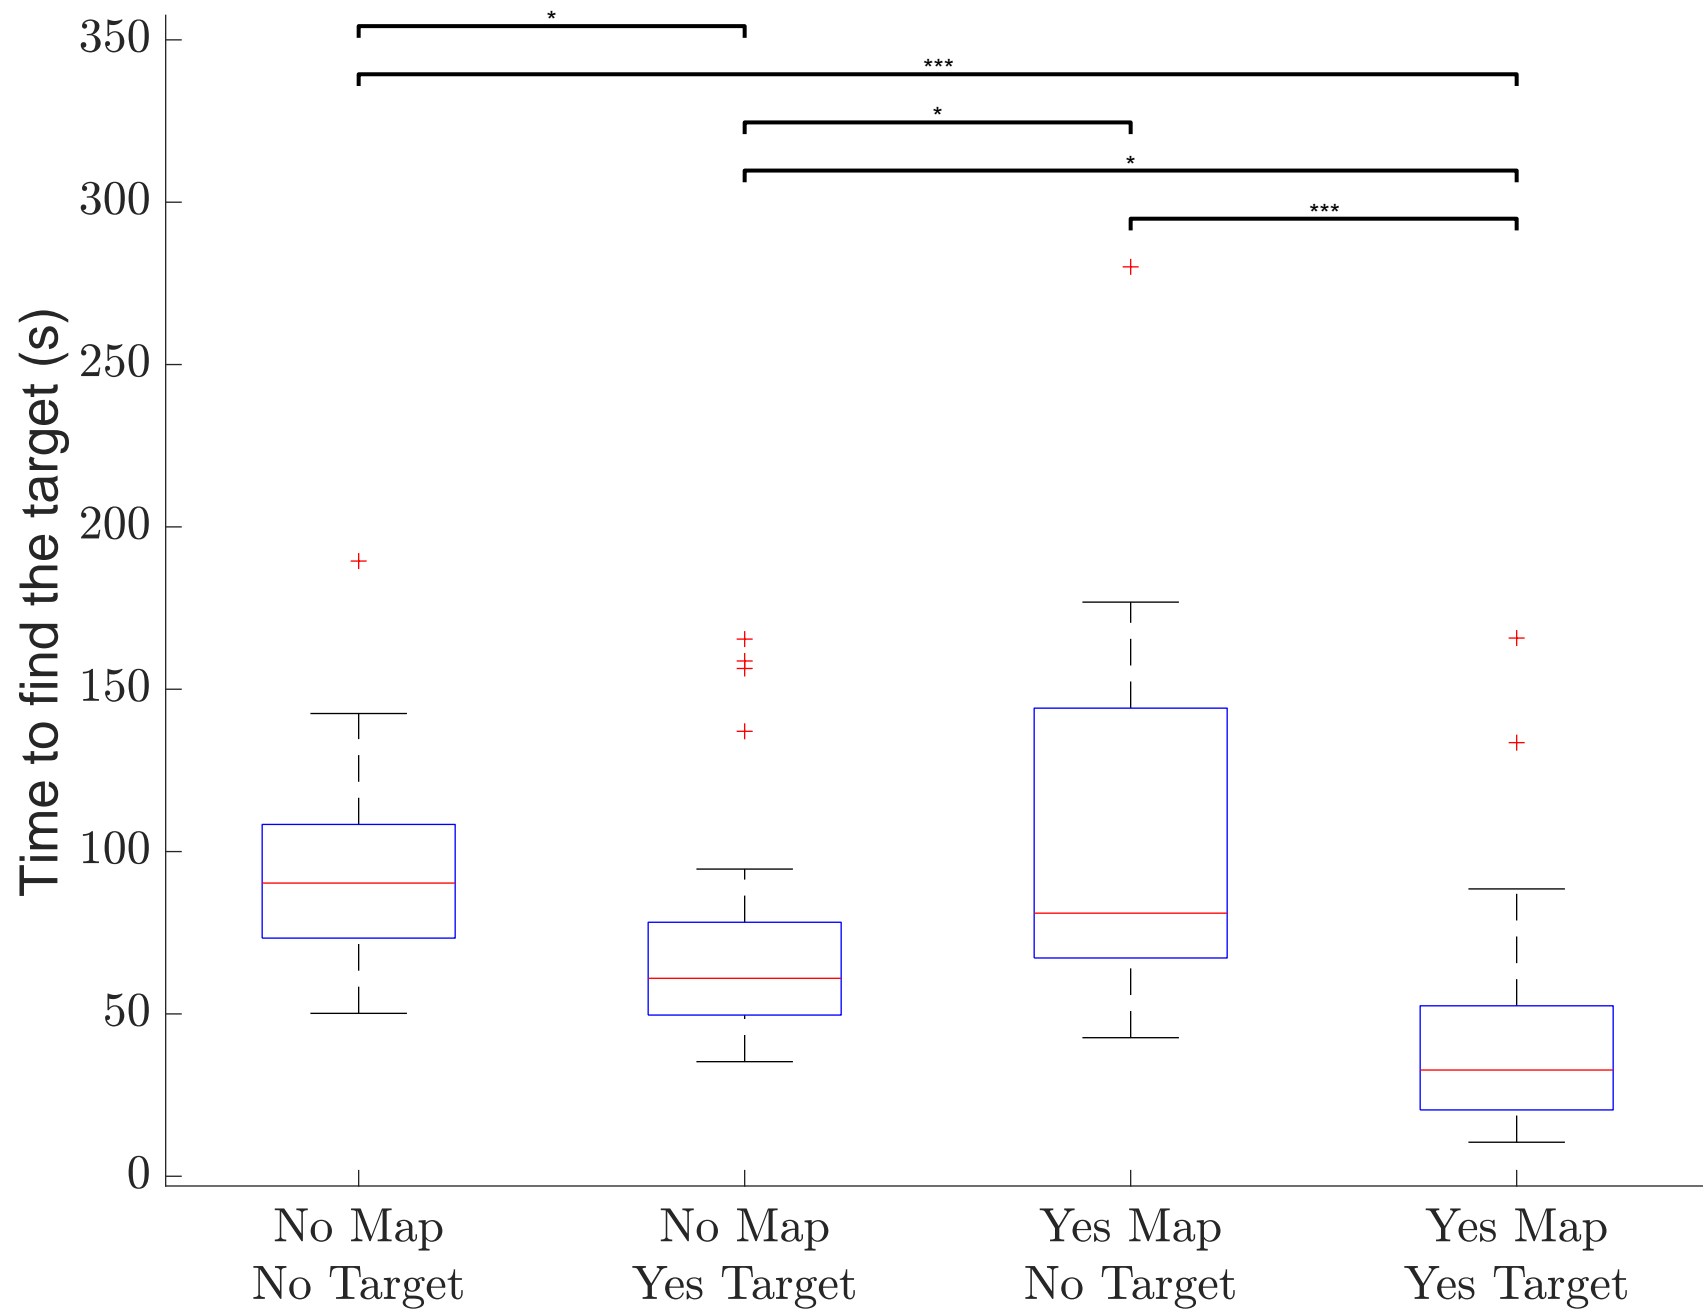 *
***
*
*
***
350
300
250
200
150
100
50
0
Time to find the target (s)
No Map
No Target
No Map
Yes Target
Yes Map
No Target
Yes Map
Yes Target